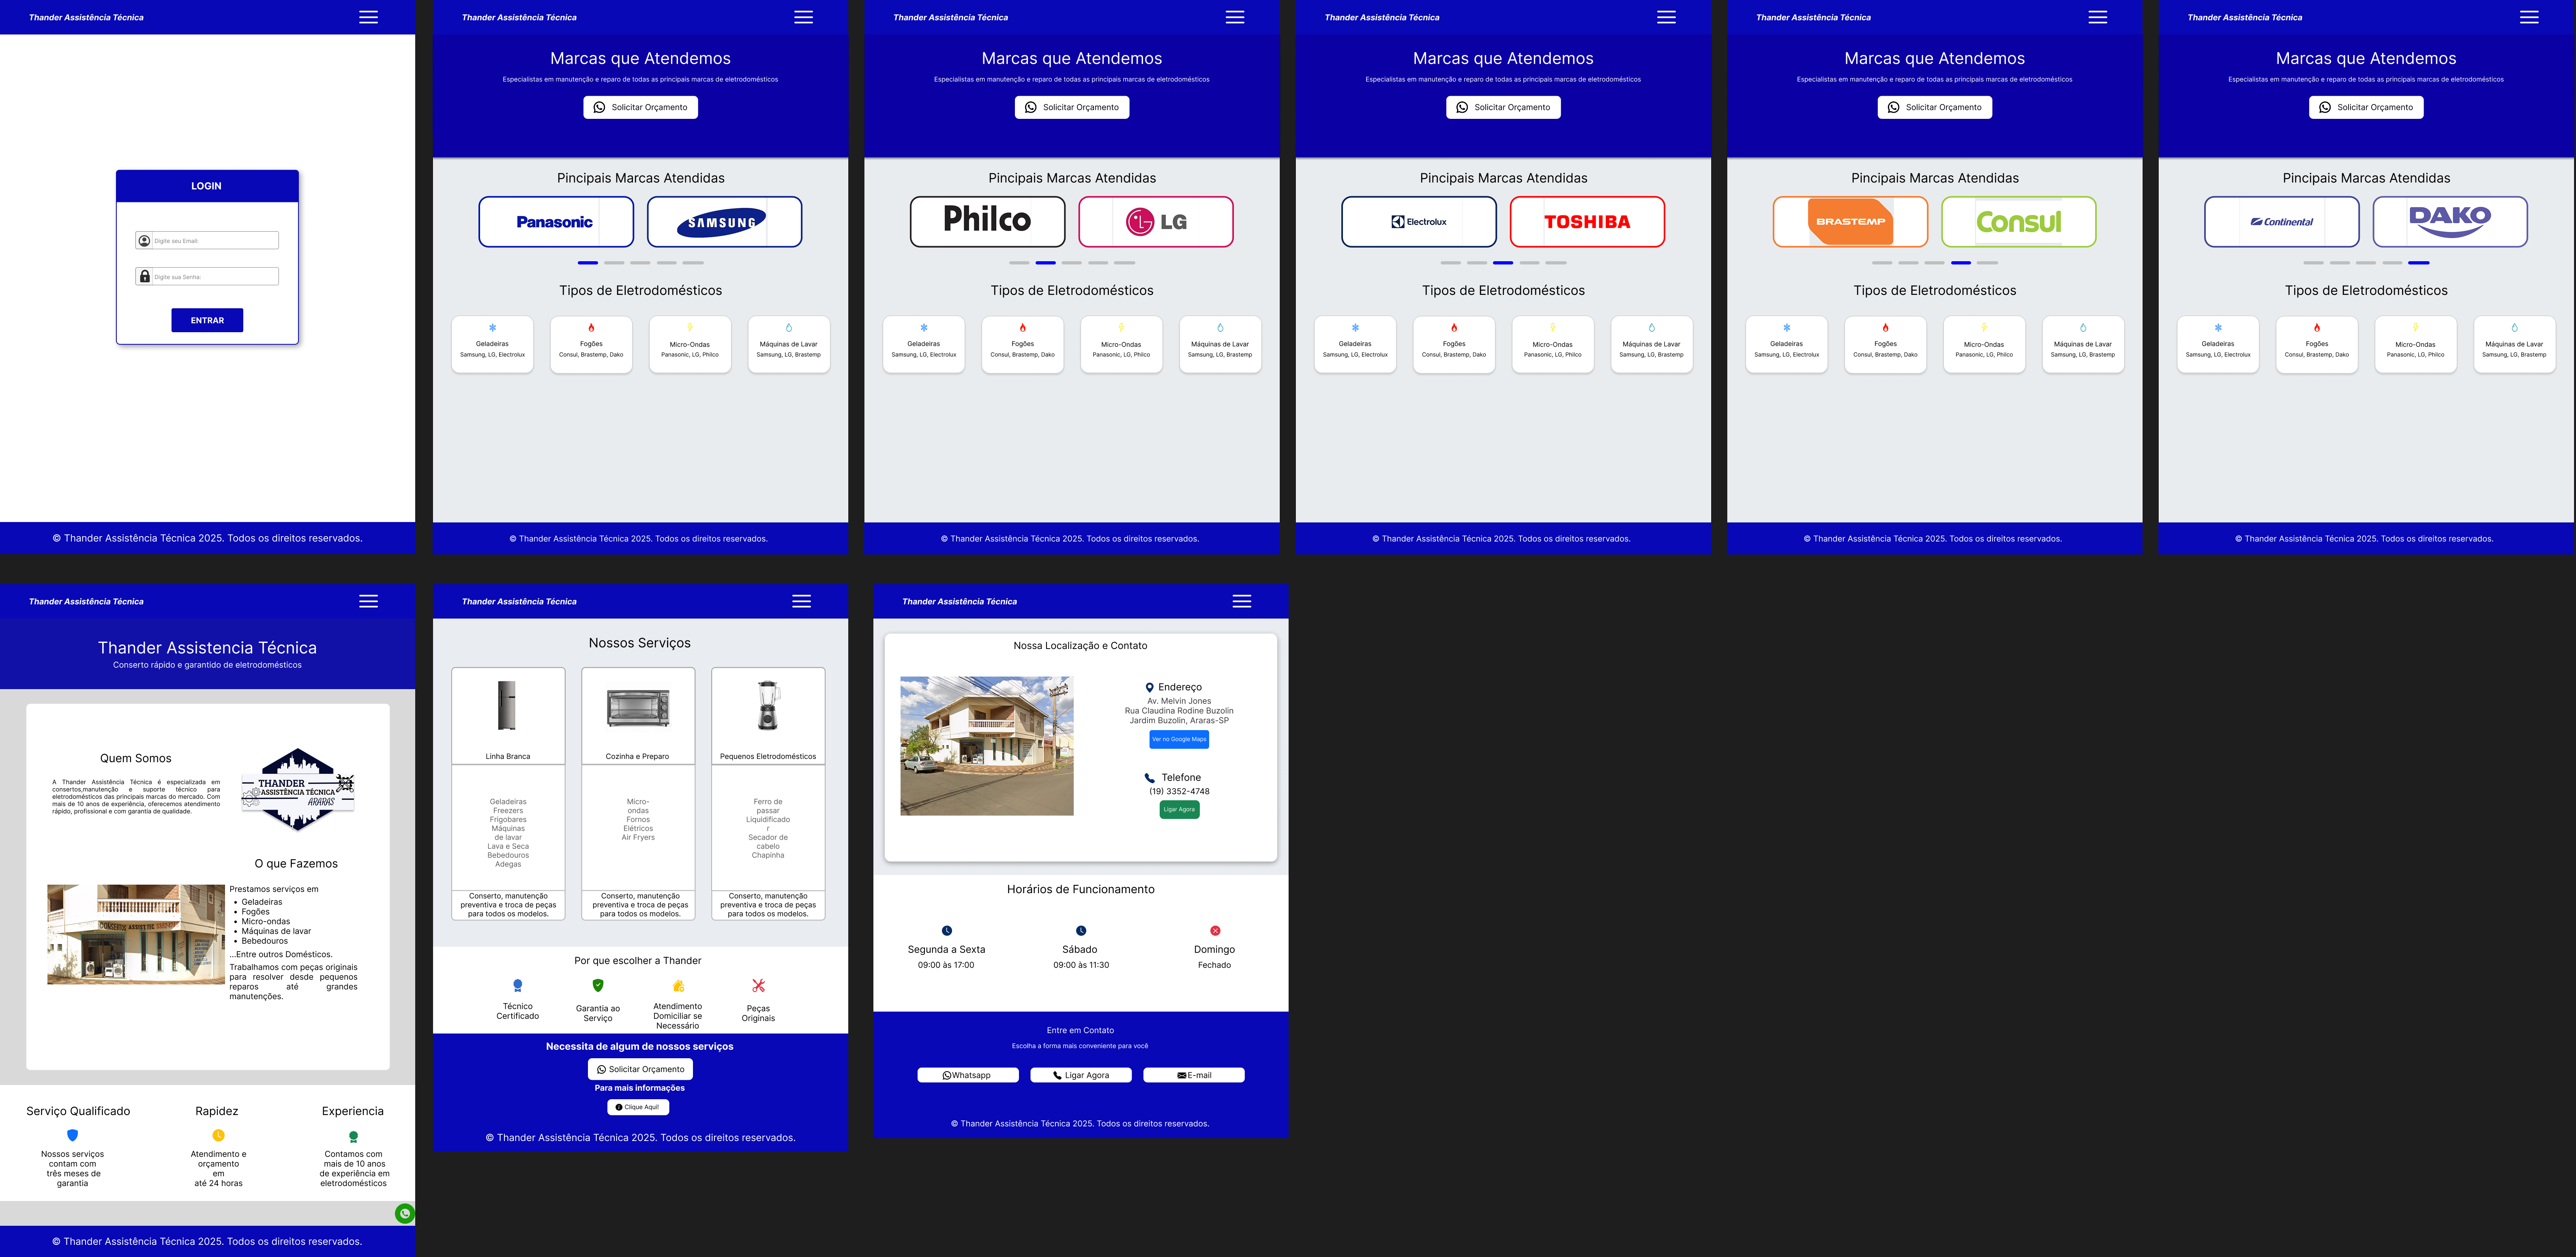 Thander Assistência Técnica
LOGIN
Digite seu Email:
Digite sua Senha:
ENTRAR
© Thander Assistência Técnica 2025. Todos os direitos reservados.
Thander Assistência Técnica
Marcas que Atendemos
Especialistas em manutenção e reparo de todas as principais marcas de eletrodomésticos
Solicitar Orçamento
Pincipais Marcas Atendidas
Panasonic SAMSUNG
Tipos de Eletrodomésticos
Geladeiras Fogões Micro-Ondas Máquinas de Lavar
Samsung, LG, Electrolux Consul, Brastemp, Dako Panasonic, LG, Philco Samsung, LG, Brastemp
© Thander Assistência Técnica 2025. Todos os direitos reservados.
Thander Assistência Técnica
Marcas que Atendemos
Especialistas em manutenção e reparo de todas as principais marcas de eletrodomésticos
Solicitar Orçamento
Pincipais Marcas Atendidas
Philco LG
Tipos de Eletrodomésticos
Geladeiras Fogões Micro-Ondas Máquinas de Lavar
Samsung, LG, Electrolux Consul, Brastemp, Dako Panasonic, LG, Philco Samsung, LG, Brastemp
© Thander Assistência Técnica 2025. Todos os direitos reservados.
Thander Assistência Técnica
Marcas que Atendemos
Especialistas em manutenção e reparo de todas as principais marcas de eletrodomésticos
Solicitar Orçamento
Pincipais Marcas Atendidas
Electrolux TOSHIBA
Tipos de Eletrodomésticos
Geladeiras Fogões Micro-Ondas Máquinas de Lavar
Samsung, LG, Electrolux Consul, Brastemp, Dako Panasonic, LG, Philco Samsung, LG, Brastemp
© Thander Assistência Técnica 2025. Todos os direitos reservados.
Thander Assistência Técnica
Marcas que Atendemos
Especialistas em manutenção e reparo de todas as principais marcas de eletrodomésticos
Solicitar Orçamento
Pincipais Marcas Atendidas
BRASTEMP Consul
Tipos de Eletrodomésticos
Geladeiras Fogões Micro-Ondas Máquinas de Lavar
Samsung, LG, Electrolux Consul, Brastemp, Dako Panasonic, LG, Philco Samsung, LG, Brastemp
© Thander Assistência Técnica 2025. Todos os direitos reservados.
Thander Assistência Técnica
Marcas que Atendemos
Especialistas em manutenção e reparo de todas as principais marcas de eletrodomésticos
Solicitar Orçamento
Pincipais Marcas Atendidas
Continental DAKO
Tipos de Eletrodomésticos
Geladeiras Fogões Micro-Ondas Máquinas de Lavar
Samsung, LG, Electrolux Consul, Brastemp, Dako Panasonic, LG, Philco Samsung, LG, Brastemp
© Thander Assistência Técnica 2025. Todos os direitos reservados.
Thander Assistência Técnica
Thander Assistencia Técnica
Conserto rápido e garantido de eletrodomésticos
Quem Somos
A Thander Assistência Técnica é especializada em
consertos,manutenção e suporte técnico para
eletrodomésticos das principais marcas do mercado. Com
mais de 10 anos de experiência, oferecemos atendimento
rápido, profissional e com garantia de qualidade.
THANDER
ASSISTÊNCIA TÉCNICA
ARARAS
O que Fazemos
CONSERTOS ASSISTTEC
Prestamos serviços em
• Geladeiras
• Fogões
• Micro-ondas
• Máquinas de lavar
• Bebedouros
...Entre outros Domésticos.
Trabalhamos com peças originais
para resolver desde pequenos
reparos até grandes
manutenções.
Serviço Qualificado
Nossos serviços
contam com
três meses de
garantia
Rapidez
Atendimento e
orçamento
em
até 24 horas
Experiencia
Contamos com
mais de 10 anos
de experiência em
eletrodomésticos
© Thander Assistência Técnica 2025. Todos os direitos reservados.
Thander Assistência Técnica
Nossos Serviços
Linha Branca
Geladeiras
Freezers
Frigobares
Máquinas
de lavar
Lava e Seca
Bebedouros
Adegas
Conserto, manutenção
preventiva e troca de peças
para todos os modelos.
Cozinha e Preparo
Micro-
ondas
Fornos
Elétricos
Air Fryers
Conserto, manutenção
preventiva e troca de peças
para todos os modelos.
Pequenos Eletrodomésticos
Ferro de
passar
Liquidificado
r
Secador de
cabelo
Chapinha
Conserto, manutenção
preventiva e troca de peças
para todos os modelos.
Por que escolher a Thander
Técnico
Certificado
Garantia ao
Serviço
Atendimento
Domiciliar se
Necessário
Peças
Originais
Necessita de algum de nossos serviços
Solicitar Orçamento
Para mais informações
Clique Aqui!
© Thander Assistência Técnica 2025. Todos os direitos reservados.
Thander Assistência Técnica
Nossa Localização e Contato
Endereço
Av. Melvin Jones
Rua Claudina Rodine Buzolin
Jardim Buzolin, Araras-SP
Ver no Google Maps
Telefone
(19) 3352-4748
Ligar Agora
Horários de Funcionamento
Segunda a Sexta
09:00 às 17:00
Sábado
09:00 às 11:30
Domingo
Fechado
Entre em Contato
Escolha a forma mais conveniente para você
Whatsapp Ligar Agora E-mail
© Thander Assistência Técnica 2025. Todos os direitos reservados.